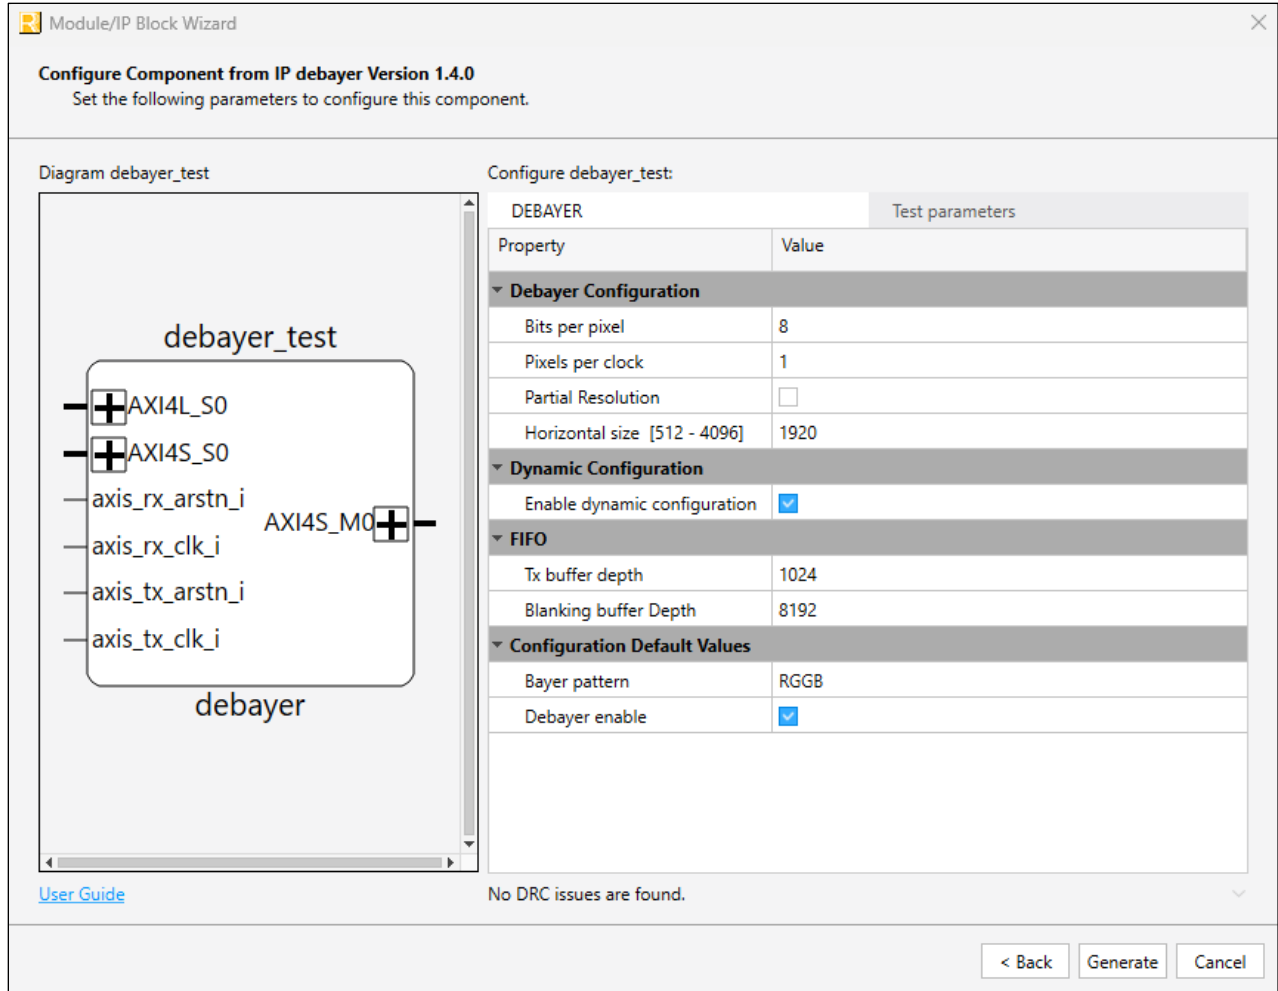 Module/IP Block Wizard
Configure Component from IP debayer Version 1.4.0
Set the following parameters to configure this component.
Diagram debayer_test
debayer_test
AXI4L_S0
AXI4S_S0
axis_rx_arstn_i
AXI4S_M0
axis_rx_clk_i
axis_tx_arstn_i
axis_tx_clk_i
debayer
User Guide
Configure debayer_test:
DEBAYER Test parameters
Property Value
Debayer Configuration
Bits per pixel 8
Pixels per clock 1
Partial Resolution
Horizontal size [512 - 4096] 1920
Dynamic Configuration
Enable dynamic configuration
FIFO
Tx buffer depth 1024
Blanking buffer Depth 8192
Configuration Default Values
Bayer pattern RGGB
Debayer enable
No DRC issues are found.
< Back Generate Cancel